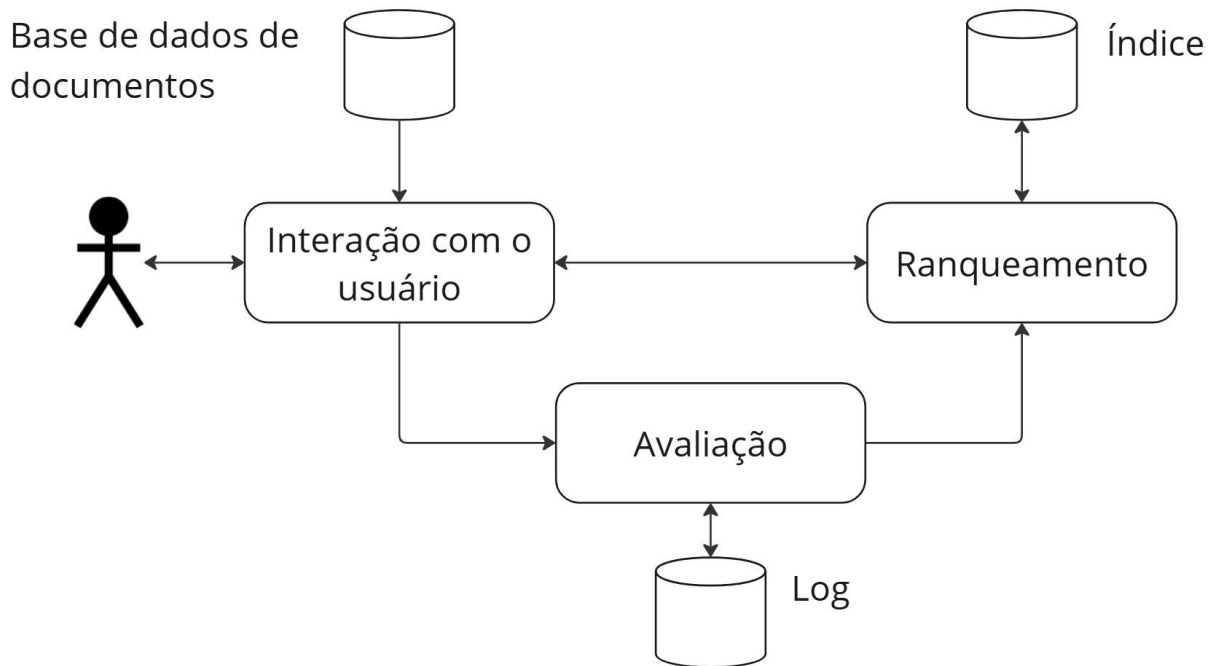 Base de dados de
documentos
Índice
Interação com o
usuário
Ranqueamento
Avaliação
Log